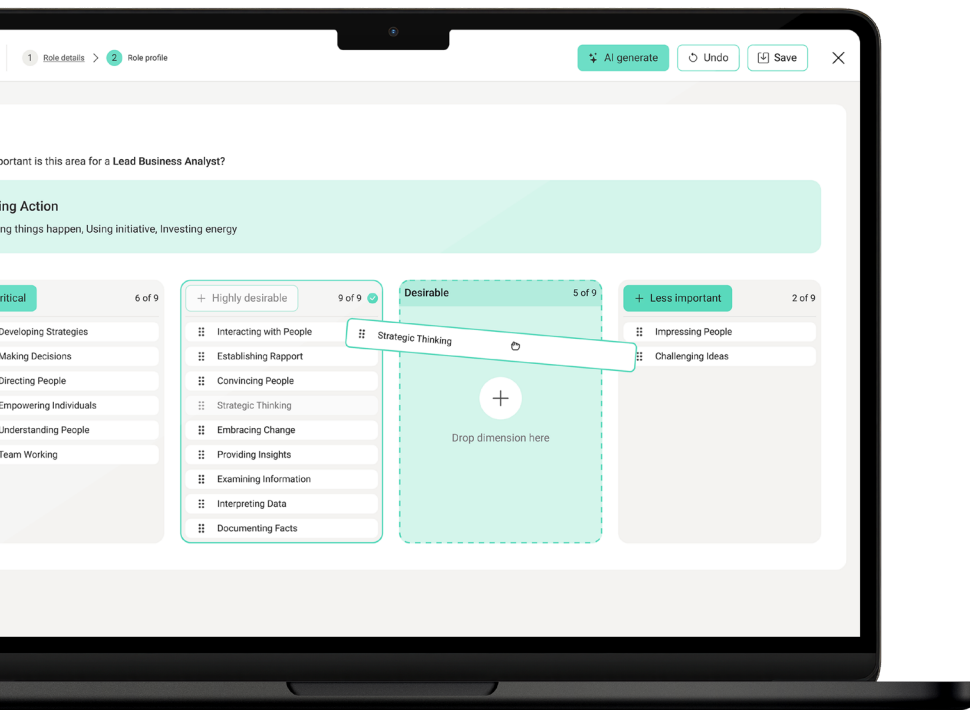 1 Role details > 2 Role profile
AI generate
Undo
Save
portant is this area for a Lead Business Analyst?
ing Action
ng things happen, Using initiative, Investing energy
ritical 6 of 9
Developing Strategies
Making Decisions
Directing People
Empowering Individuals
Understanding People
Team Working
+ Highly desirable 9 of 9
Interacting with People
Establishing Rapport
Convincing People
Strategic Thinking
Embracing Change
Providing Insights
Examining Information
Interpreting Data
Documenting Facts
Desirable 5 of 9
Strategic Thinking
Drop dimension here
+ Less important 2 of 9
Impressing People
Challenging Ideas